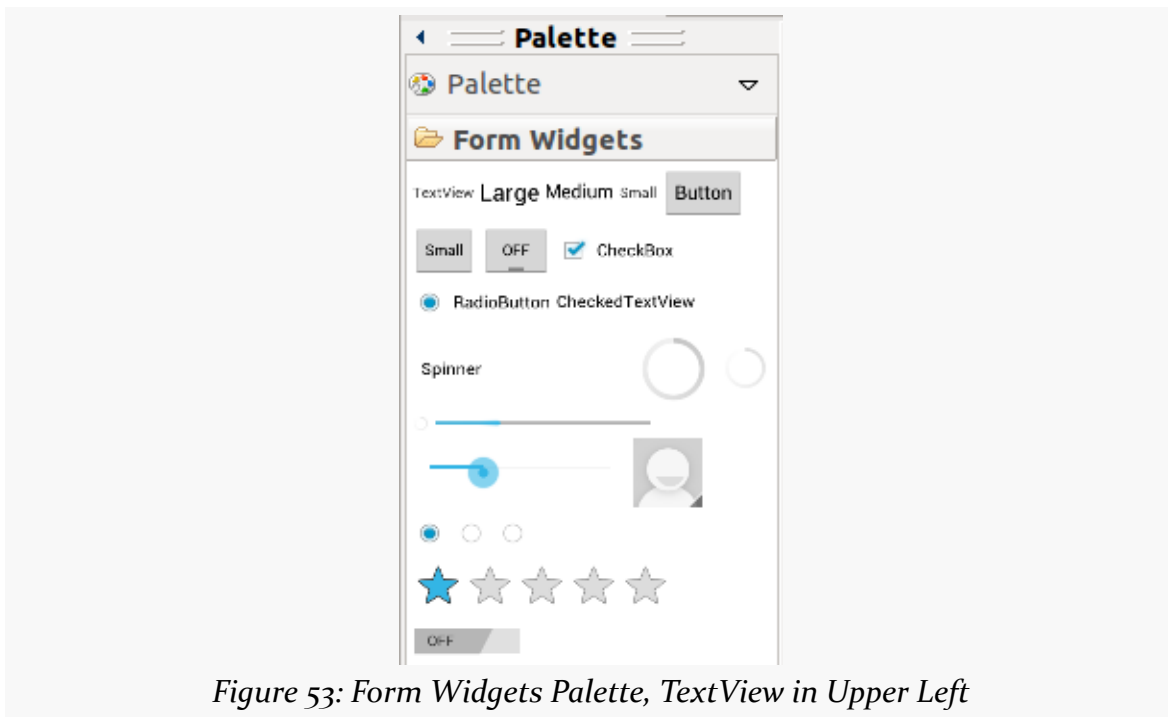 Palette
Palette
Form Widgets
TextView Large Medium Small Button
Small OFF CheckBox
RadioButton CheckedTextView
Spinner
OFF
Figure 53: Form Widgets Palette, TextView in Upper Left